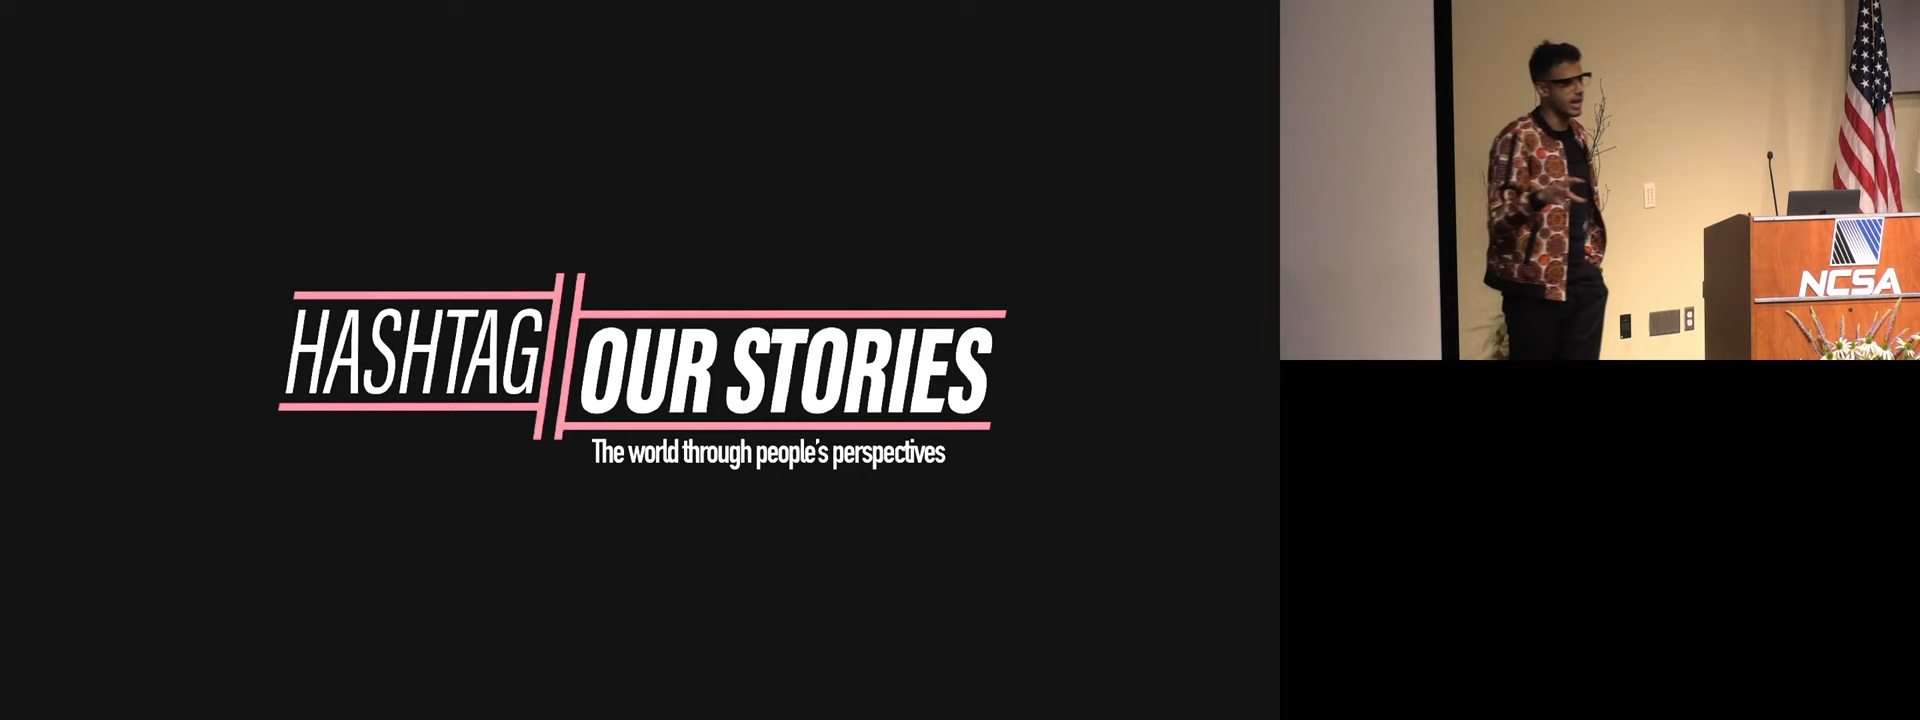 HASHTAG
OUR STORIES
The world through people's perspectives
NCSA